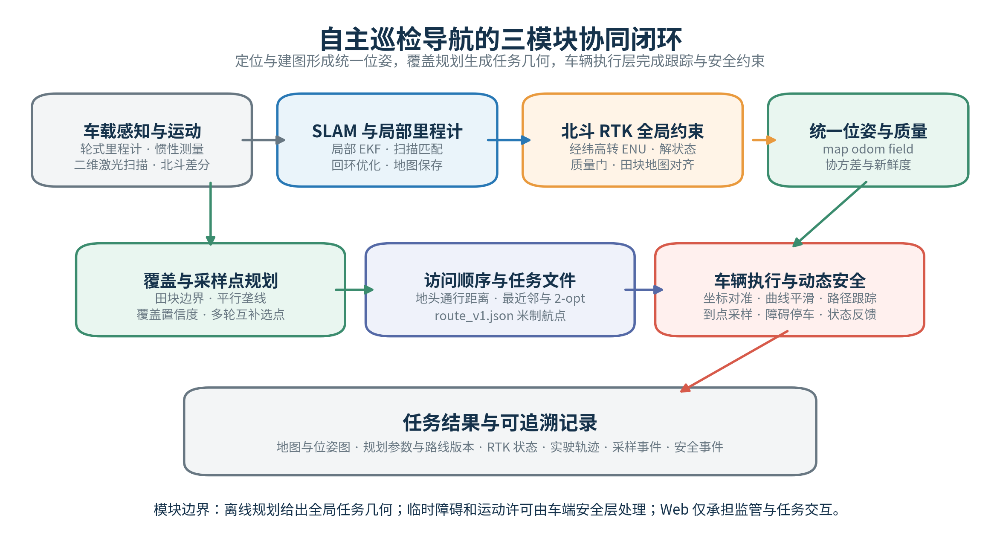 自主巡检导航的三模块协同闭环
定位与建图形成统一位姿，覆盖规划生成任务几何，车辆执行层完成跟踪与安全约束
车载感知与运动
轮式里程计 · 惯性测量
二维激光扫描 · 北斗差分
SLAM 与局部里程计
局部 EKF · 扫描匹配
回环优化 · 地图保存
北斗 RTK 全局约束
经纬高转 ENU · 解状态
质量门 · 田块地图对齐
统一位姿与质量
map odom field
协方差与新鲜度
覆盖与采样点规划
田块边界 · 平行垄线
覆盖置信度 · 多轮互补选点
访问顺序与任务文件
地头通行距离 · 最近邻与 2-opt
route_v1.json 米制航点
车辆执行与动态安全
坐标对准 · 曲线平滑 · 路径跟踪
到点采样 · 障碍停车 · 状态反馈
任务结果与可追溯记录
地图与位姿图 · 规划参数与路线版本 · RTK 状态 · 实驶轨迹 · 采样事件 · 安全事件
模块边界：离线规划给出全局任务几何；临时障碍和运动许可由车端安全层处理；Web 仅承担监管与任务交互。